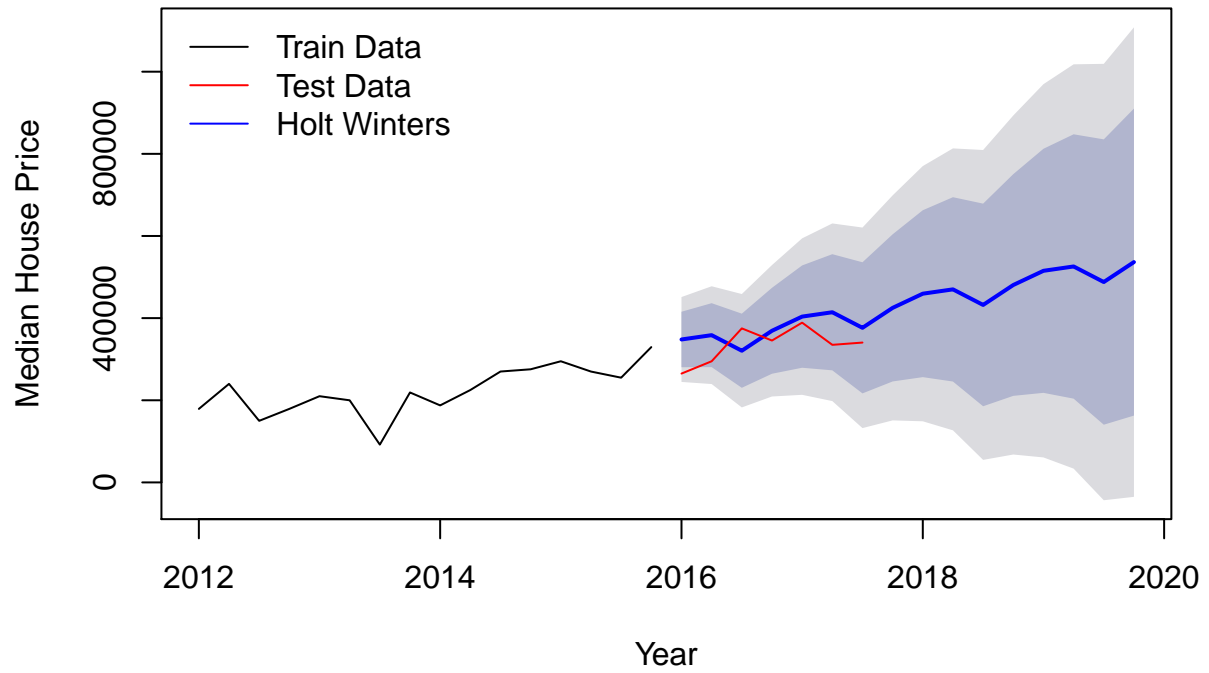 Train Data
Test Data
Holt Winters
Median House Price
800000
400000
0
2012 2014 2016 2018 2020
Year